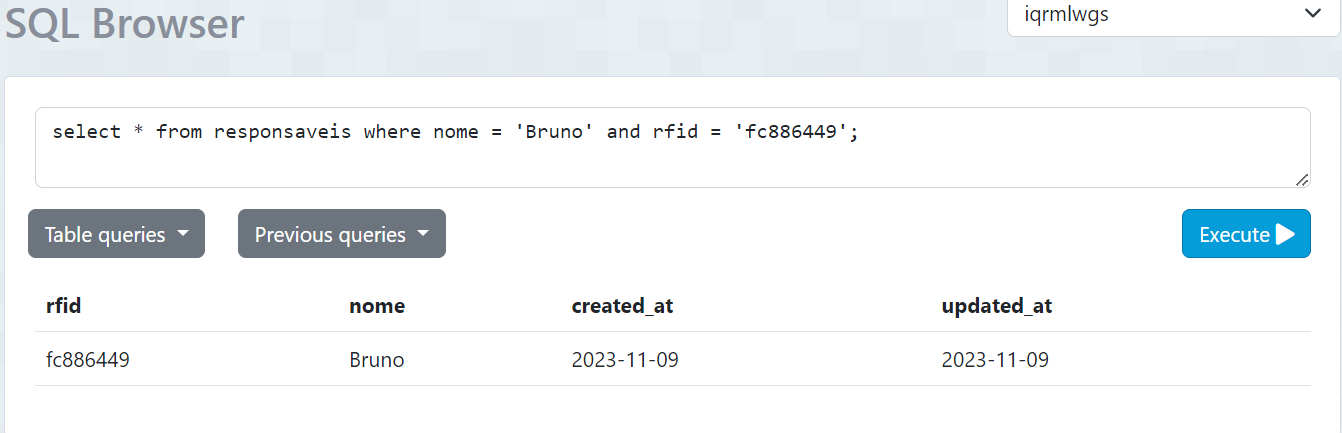 SQL Browser
iqrmlwgs
select * from responsaveis where nome = 'Bruno' and rfid = 'fc886449';
Table queries
Previous queries
Execute
rfid nome created_at updated_at
fc886449 Bruno 2023-11-09 2023-11-09